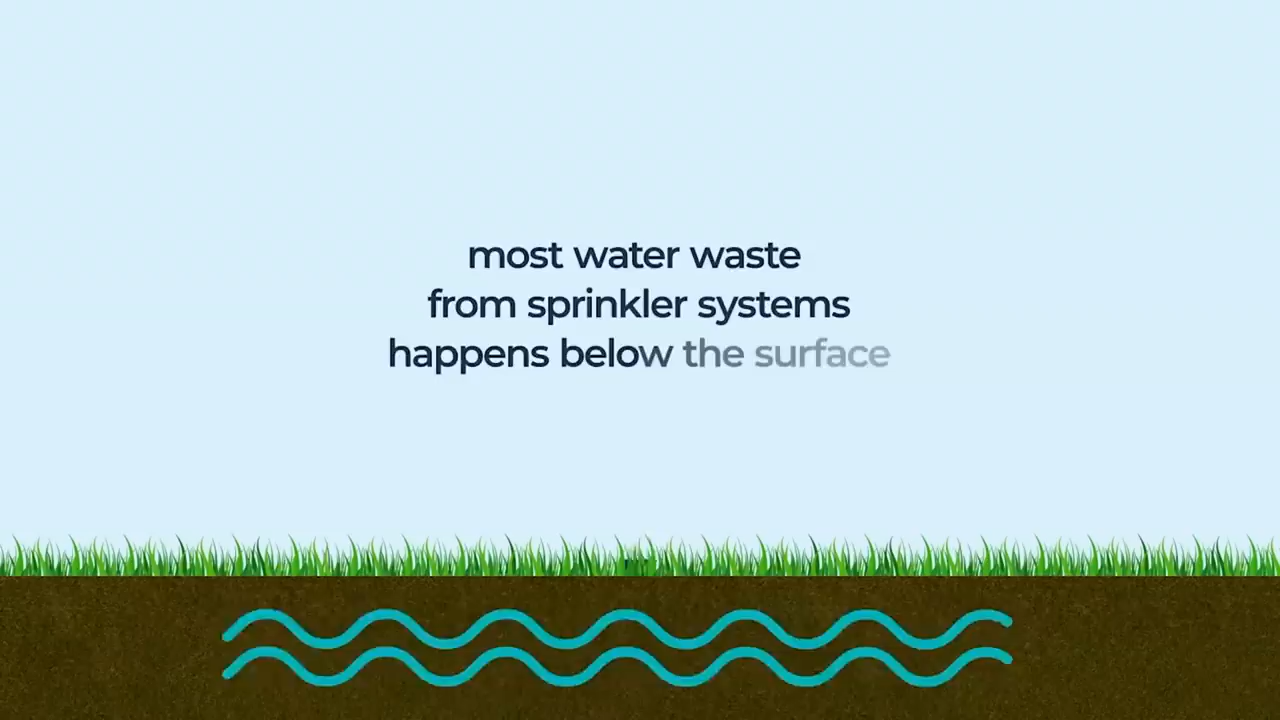 most water waste
from sprinkler systems
happens below the surface